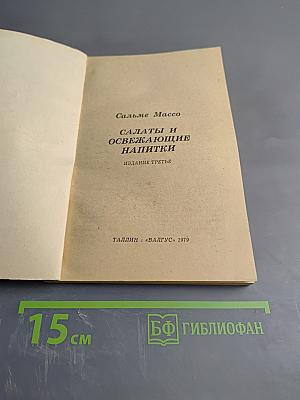 Сальме Массо
САЛАТЫ И
ОСВЕЖАЮЩИЕ
НАПИТКИ
ИЗДАНИЕ ТРЕТЬЕ
ТАЛЛИН · «ВАЛГУС» 1979
15 см
БФ ГИБЛИОФАН